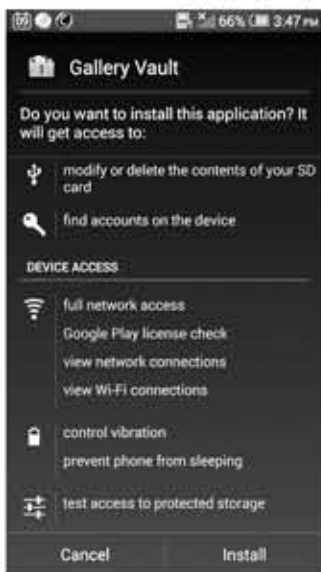 66% 3:47 PM
Gallery Vault
Do you want to install this application? It
will get access to:
modify or delete the contents of your SD
card
find accounts on the device
DEVICE ACCESS
full network access
Google Play license check
view network connections
view Wi-Fi connections
control vibration
prevent phone from sleeping
test access to protected storage
Cancel Install